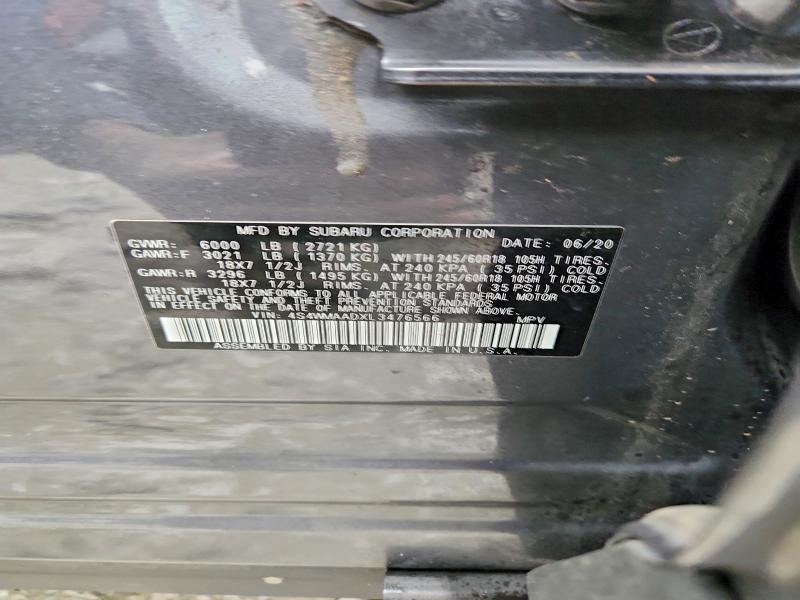 MFD BY SUBARU CORPORATION
GVWR: 6000 LB ( 2721 KG) DATE: 06/20
GAWR:F 3021 LB ( 1370 KG) WITH 245/60R18 105H TIRES.
18X7 1/2J RIMS. AT 240 KPA ( 35 PSI) COLD
GAWR:R 3296 LB ( 1495 KG) WITH 245/60R18 105H TIRES.
18X7 1/2J RIMS. AT 240 KPA ( 35 PSI) COLD
THIS VEHICLE CONFORMS TO ALL APPLICABLE FEDERAL MOTOR
VEHICLE SAFETY AND THEFT PREVENTION STANDARDS
IN EFFECT ON THE DATE OF MANUFACTURE SHOWN ABOVE.
VIN: 4S4WMAADXL3476566 MPV
ASSEMBLED BY SIA INC. MADE IN U.S.A.